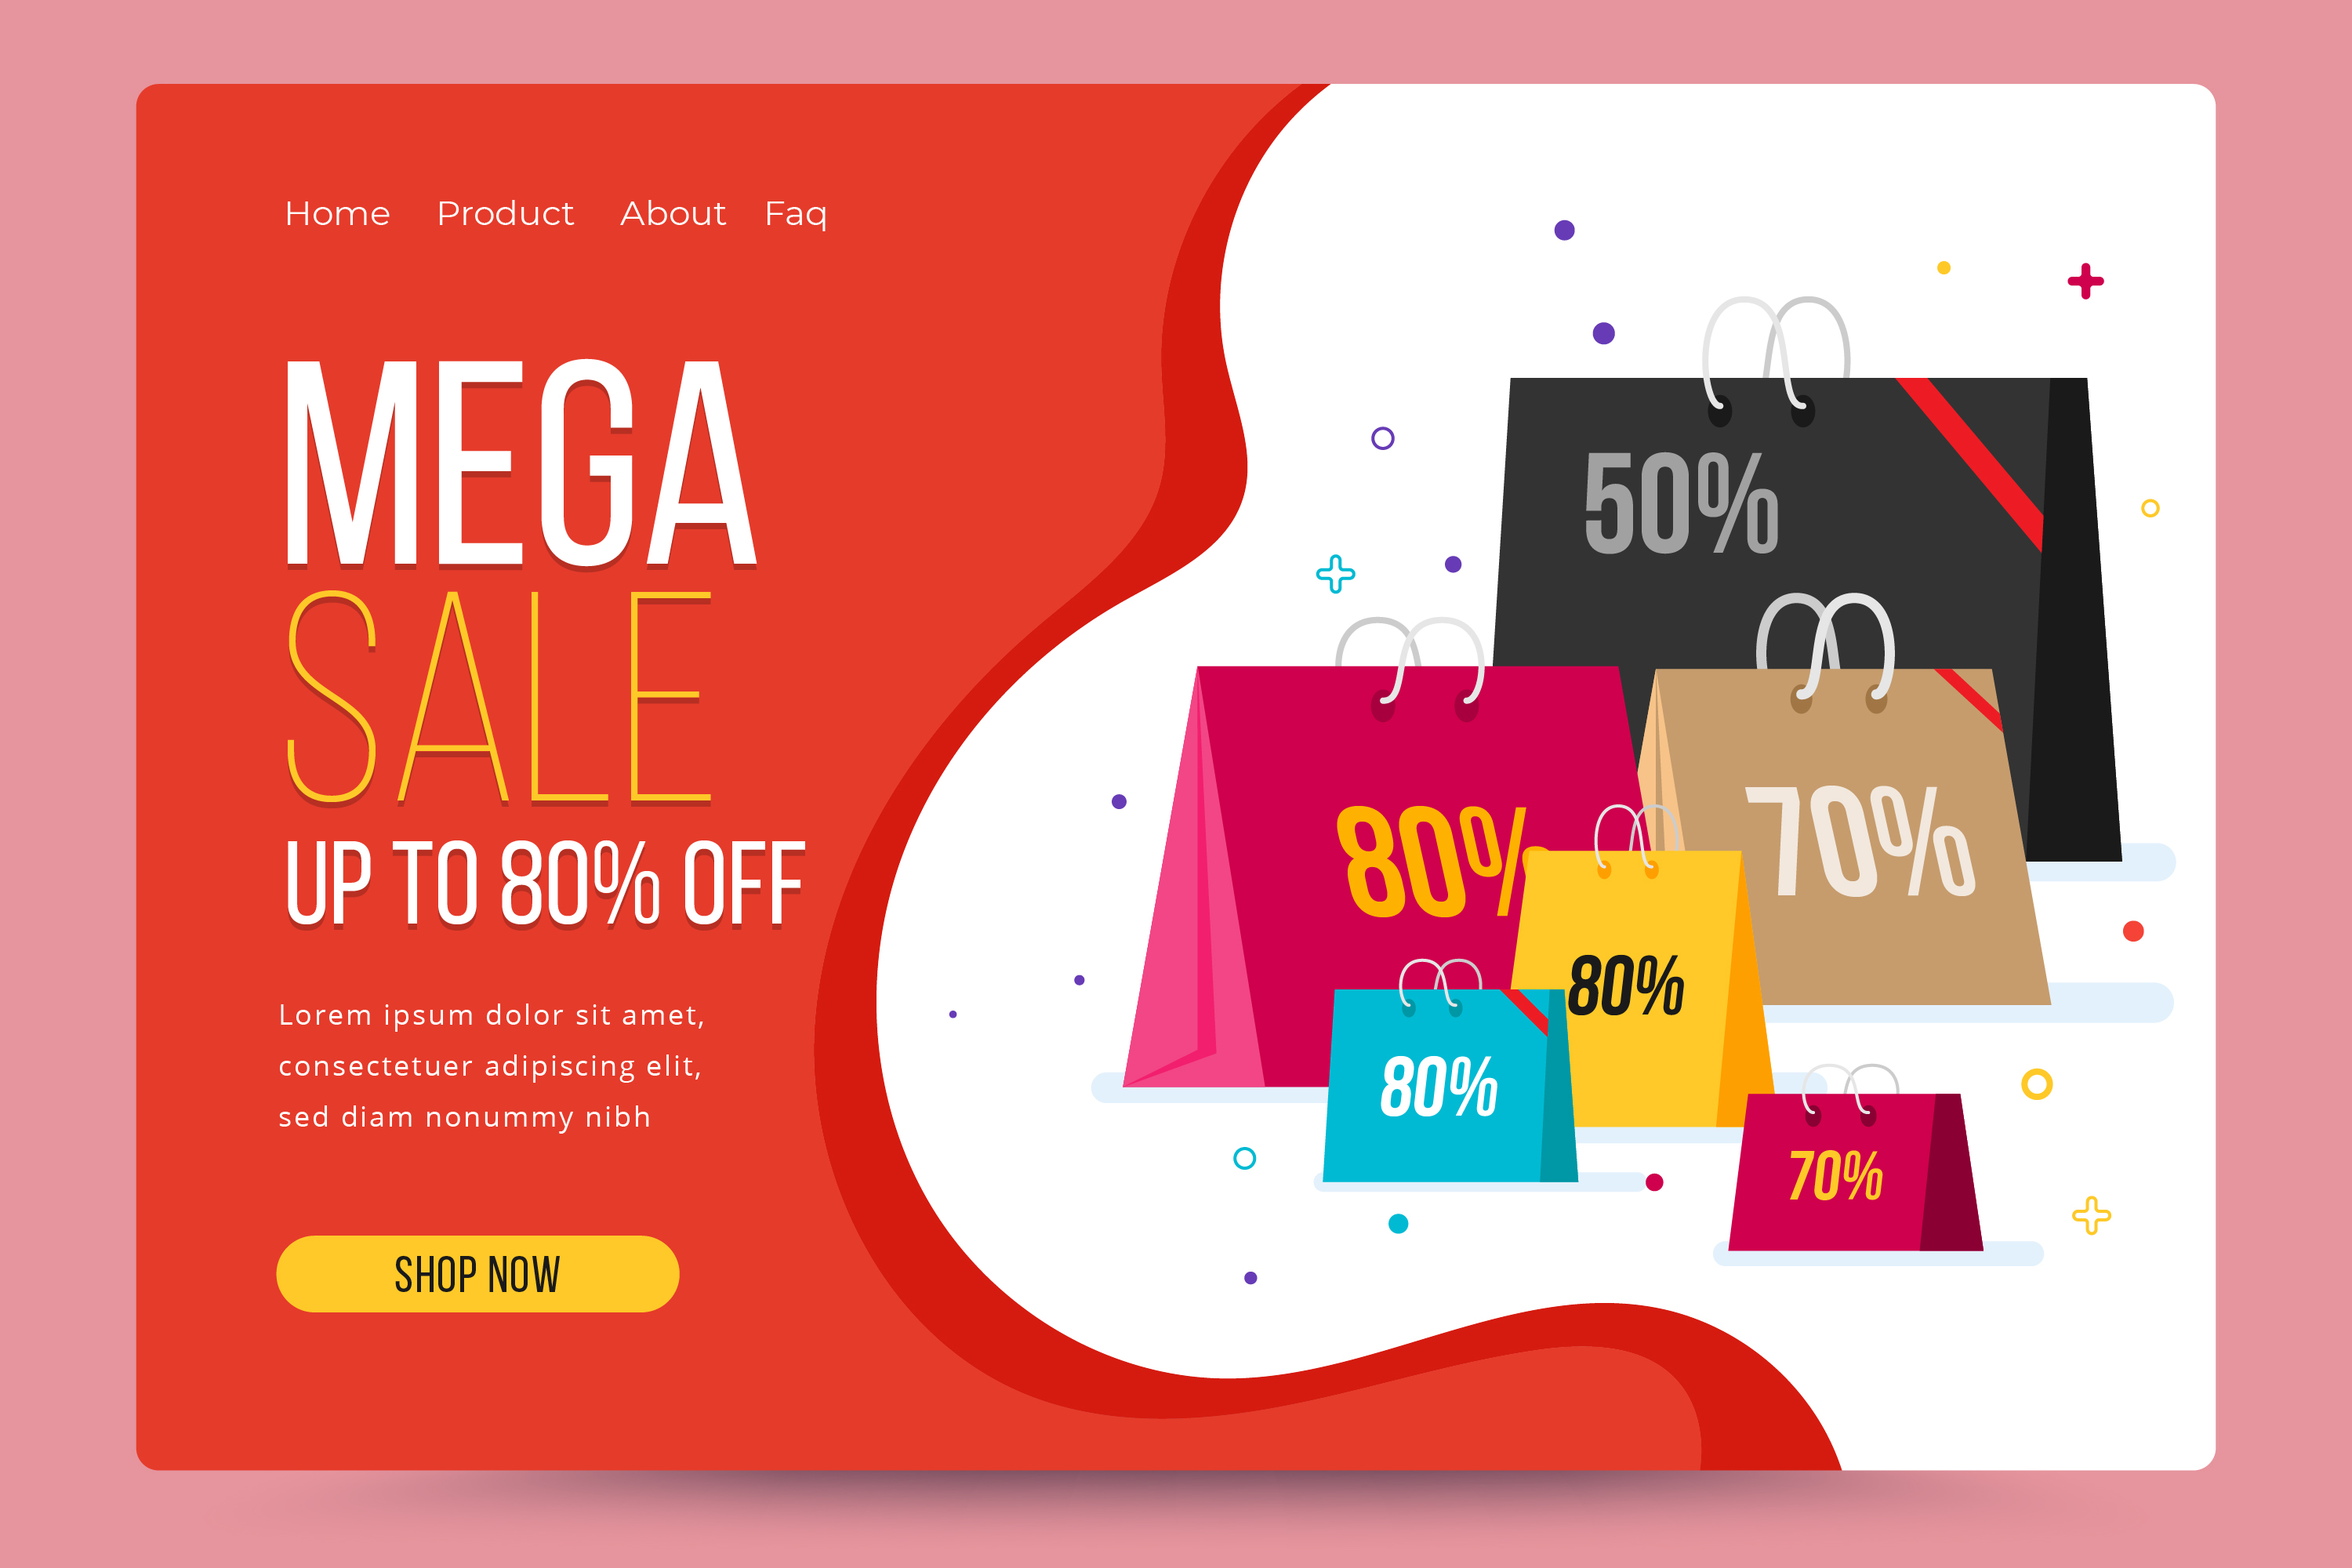 Home Product About Faq
MEGA
SALE
UP TO 80% OFF
Lorem ipsum dolor sit amet,
consectetuer adipiscing elit,
sed diam nonummy nibh
SHOP NOW
50%
80%
70%
80%
80%
70%